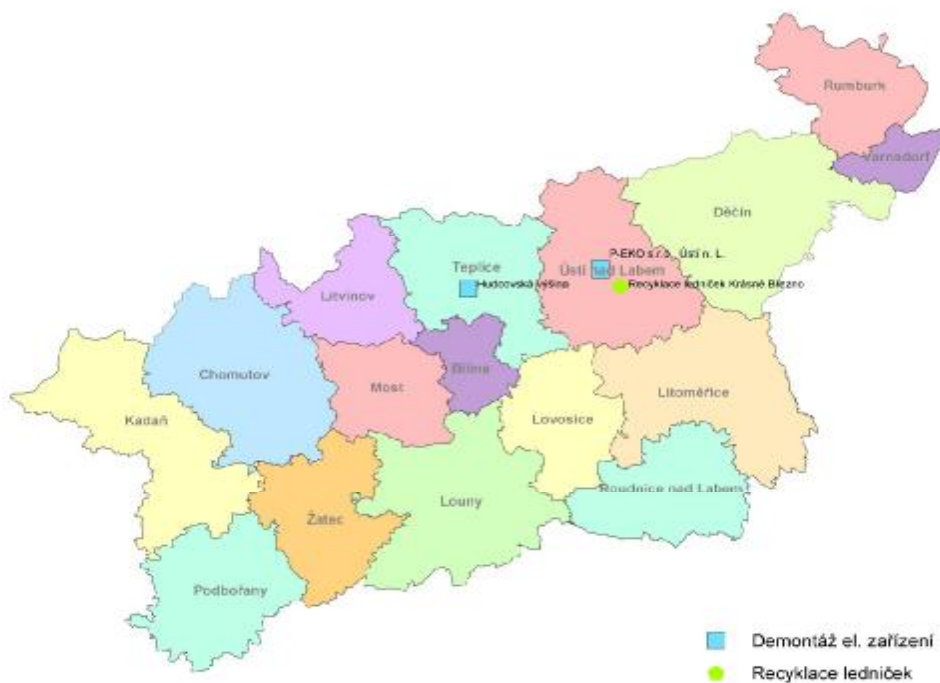 Rumburk
Varnsdorf
Děčín
P-EKO s.r.o., Ústí n. L.
Teplice
Ústí nad Labem
Hudcovská výšina
Recyklace ledniček Krásné Březno
Litvínov
Chomutov
Most
Bílina
Litoměřice
Kadaň
Lovosice
Roudnice nad Labem
Louny
Žatec
Podbořany
Demontáž el. zařízení
Recyklace ledniček